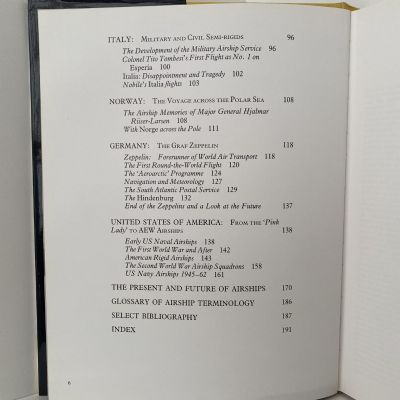 ITALY: Military and Civil Semi-rigids 96
The Development of the Military Airship Service 96
Colonel Tito Tombesi's First Flight as No. 1 on
Esperia 100
Italia: Disappointment and Tragedy 102
Nobile's Italia flights 103
NORWAY: The Voyage across the Polar Sea 108
The Airship Memories of Major General Hjalmar
Riiser-Larsen 108
With Norge across the Pole 111
GERMANY: The Graf Zeppelin 118
Zeppelin: Forerunner of World Air Transport 118
The First Round-the-World Flight 120
The 'Aeroarctic' Programme 124
Navigation and Meteorology 127
The South Atlantic Postal Service 129
The Hindenburg 132
End of the Zeppelins and a Look at the Future 137
UNITED STATES OF AMERICA: From the 'Pink
Lady' to AEW Airships 138
Early US Naval Airships 138
The First World War and After 142
American Rigid Airships 143
The Second World War Airship Squadrons 158
US Navy Airships 1945–62 161
THE PRESENT AND FUTURE OF AIRSHIPS 170
GLOSSARY OF AIRSHIP TERMINOLOGY 186
SELECT BIBLIOGRAPHY 187
INDEX 191
6